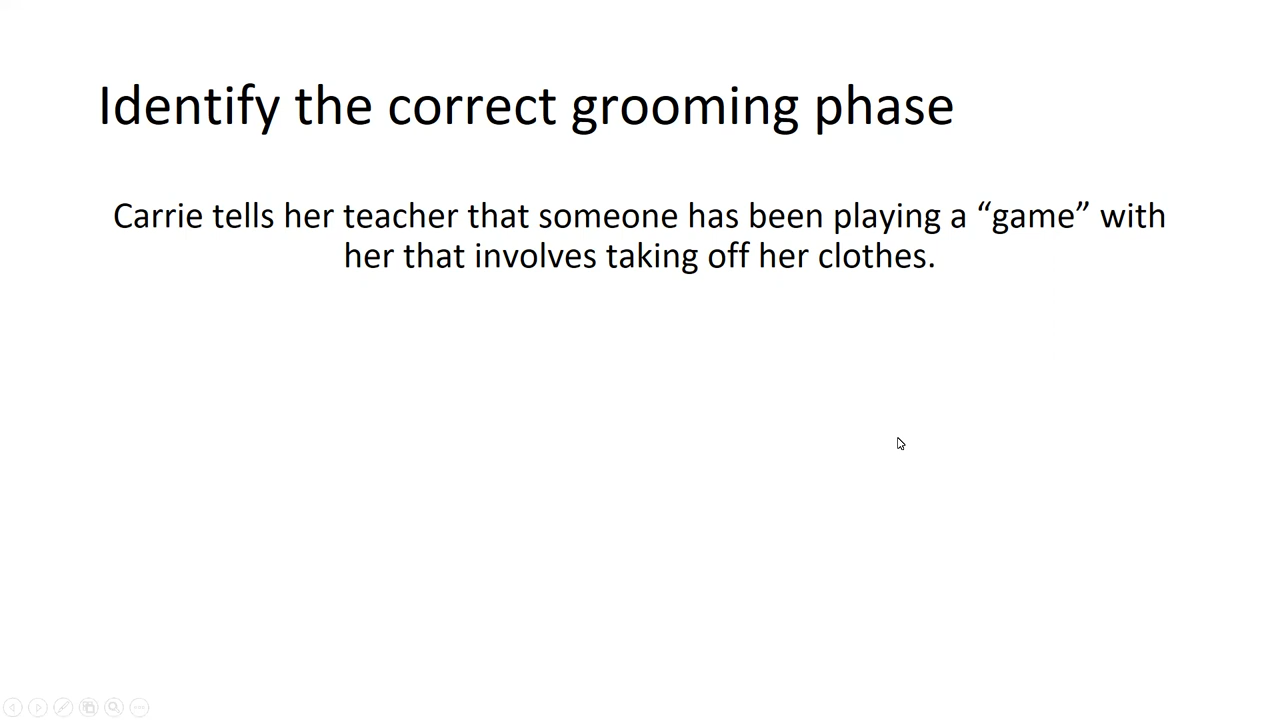 Identify the correct grooming phase
Carrie tells her teacher that someone has been playing a “game” with
her that involves taking off her clothes.